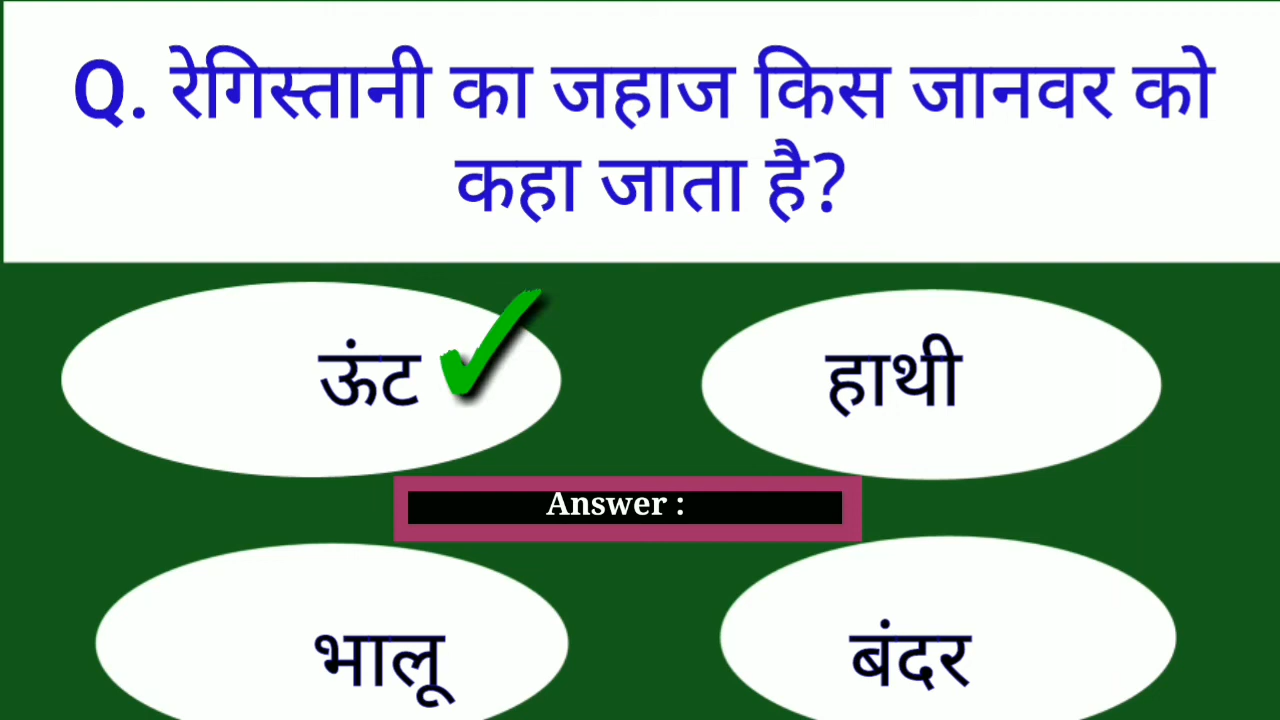 Q. रेगिस्तानी का जहाज किस जानवर को
कहा जाता है?
ऊंट
हाथी
Answer :
भालू
बंदर